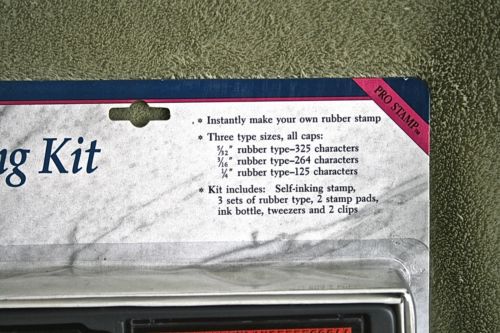 PRO STAMP™
* Instantly make your own rubber stamp
* Three type sizes, all caps:
5/32" rubber type–325 characters
3/16" rubber type–264 characters
1/4" rubber type–125 characters
Kit
* Kit includes: Self-inking stamp,
3 sets of rubber type, 2 stamp pads,
ink bottle, tweezers and 2 clips